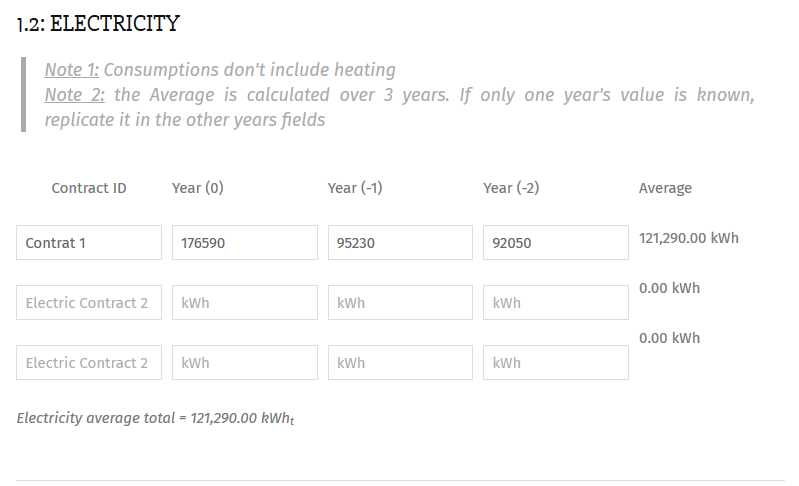 1.2: ELECTRICITY
Note 1: Consumptions don't include heating
Note 2: the Average is calculated over 3 years. If only one year's value is known,
replicate it in the other years fields
Contract ID Year (0) Year (-1) Year (-2) Average
Contrat 1 176590 95230 92050 121,290.00 kWh
Electric Contract 2 kWh kWh kWh 0.00 kWh
Electric Contract 2 kWh kWh kWh 0.00 kWh
Electricity average total = 121,290.00 kWht